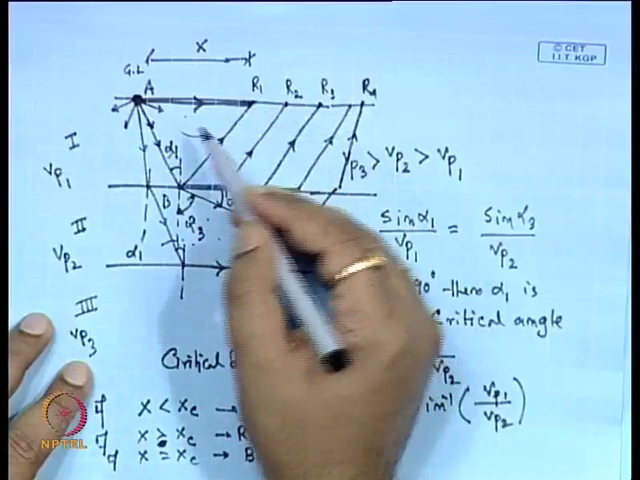 © CET
I.I.T. KGP
x
G.L
A R₁ R₂ R₃ R₄
I α₁ Vp₃ > Vp₂ > Vp₁
Vp₁
B
II α₃ sin α₁ / Vp₁ = sin α₃ / Vp₂
Vp₂ α₁
90° then α₁ is
III Critical angle
Vp₃
Critical
Vp₂
(Vp₁ / Vp₂)
If x < xc →
If x ≥ xc → R
If x = xc → B
NPTEL